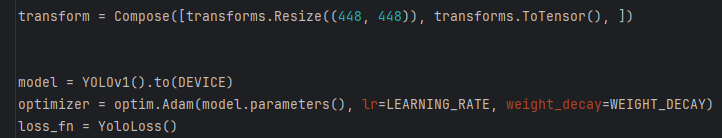 transform = Compose([transforms.Resize((448, 448)), transforms.ToTensor(), ])
model = YOLOv1().to(DEVICE)
optimizer = optim.Adam(model.parameters(), lr=LEARNING_RATE, weight_decay=WEIGHT_DECAY)
loss_fn = YoloLoss()